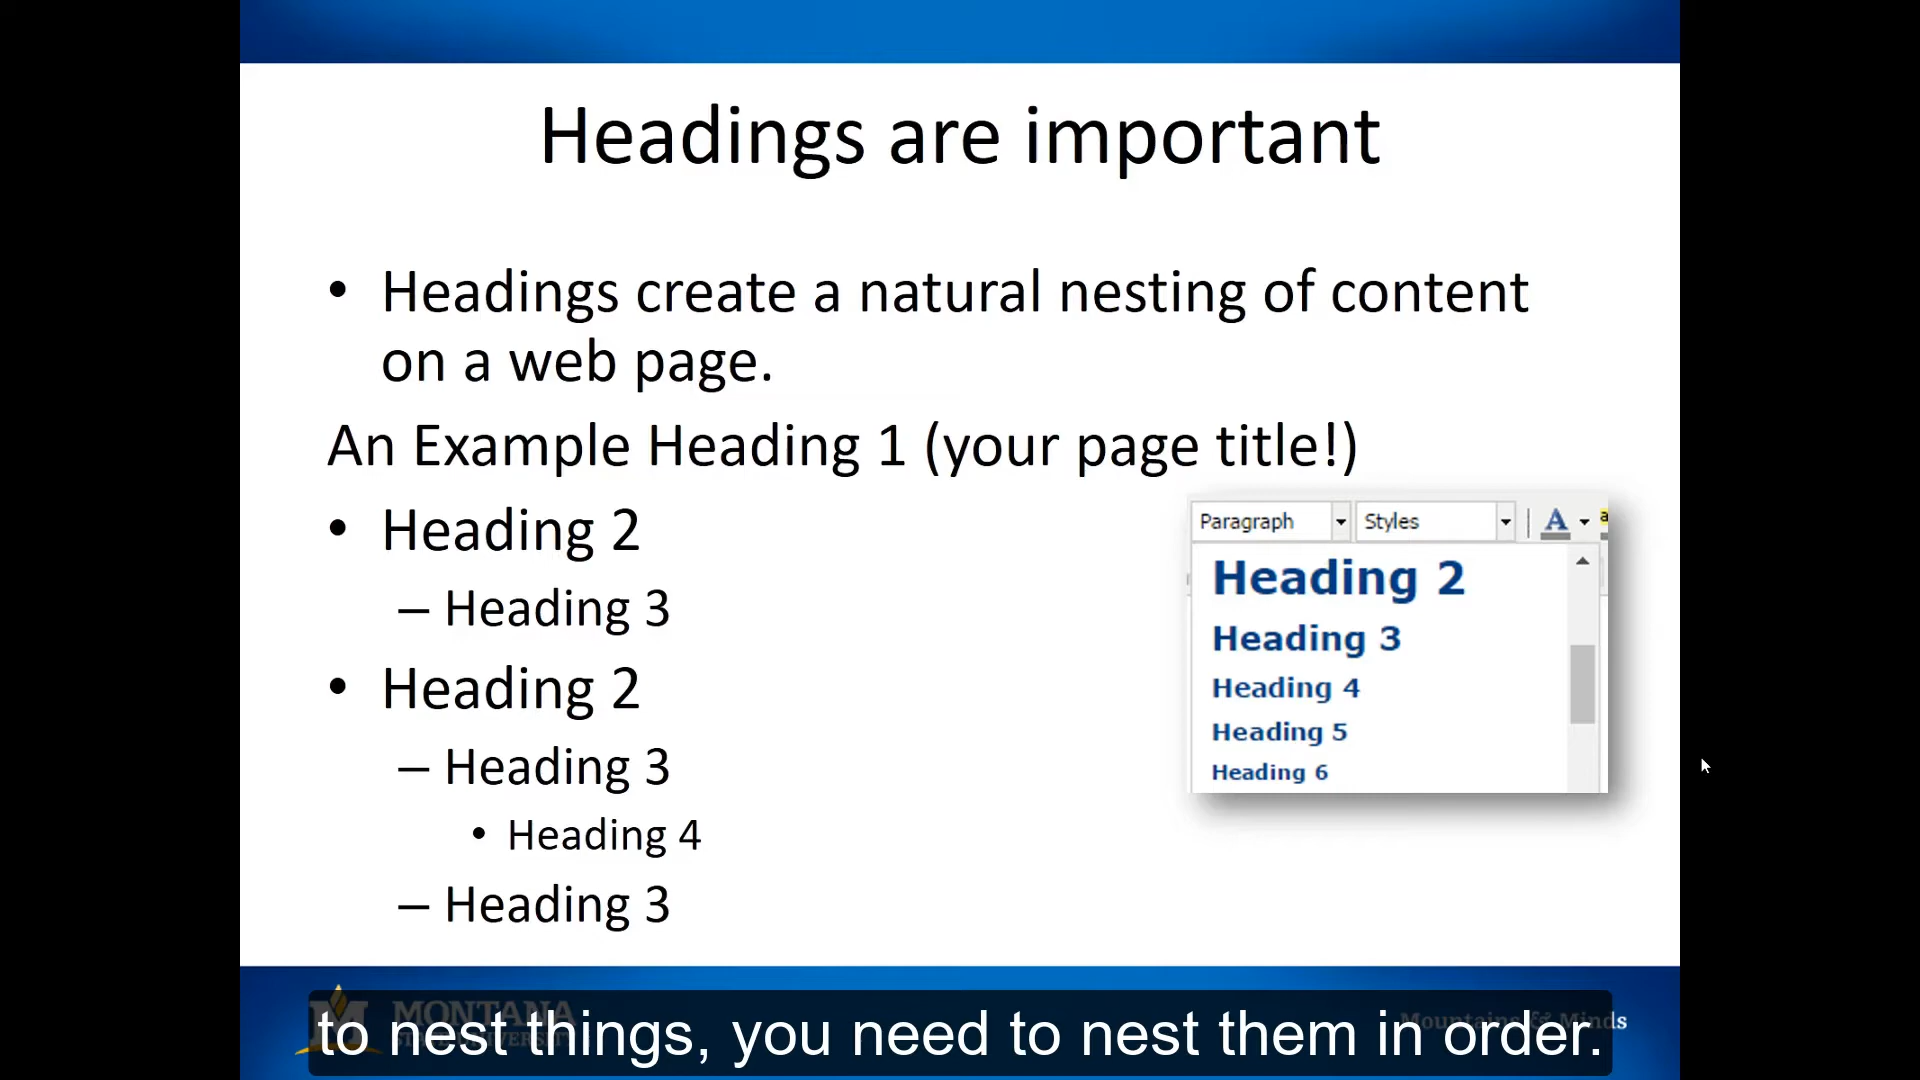 Headings are important
• Headings create a natural nesting of content
on a web page.
An Example Heading 1 (your page title!)
• Heading 2
– Heading 3
• Heading 2
– Heading 3
• Heading 4
– Heading 3
Paragraph Styles A a
Heading 2
Heading 3
Heading 4
Heading 5
Heading 6
M MONTANA
Mountains & Minds
to nest things, you need to nest them in order.